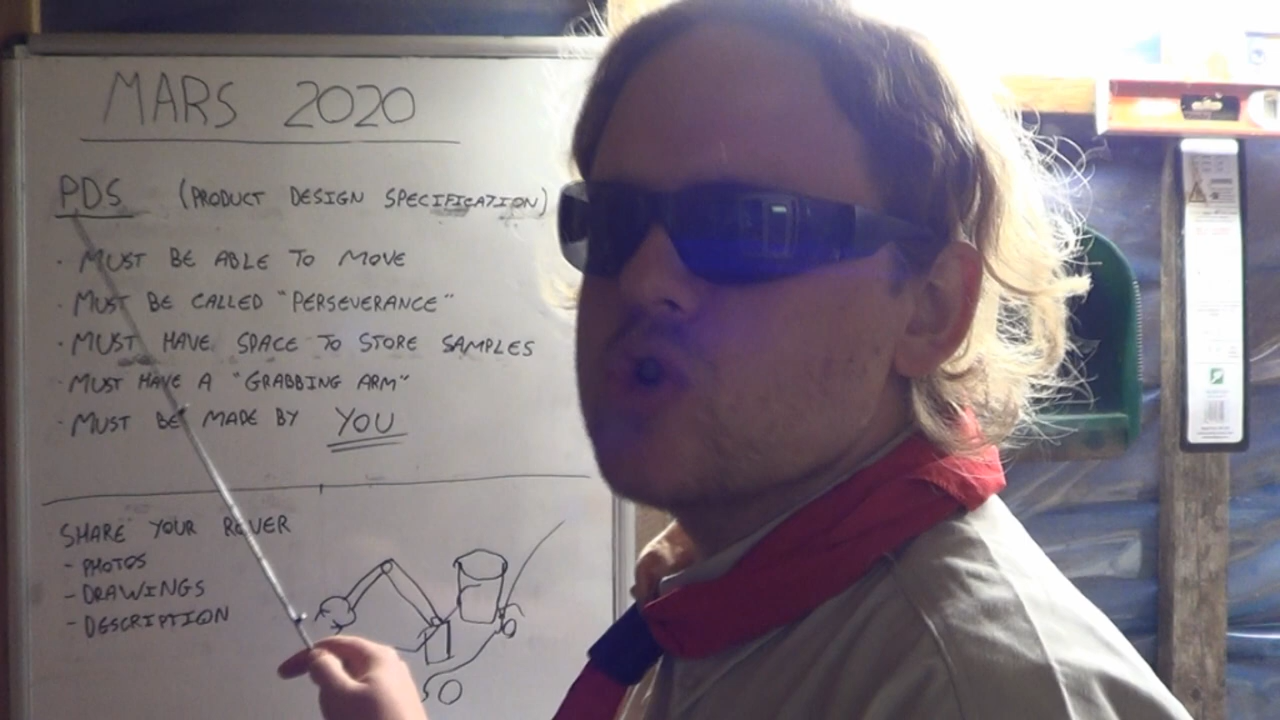 MARS 2020
PDS (PRODUCT DESIGN SPECIFICATION)
· MUST BE ABLE TO MOVE
· MUST BE CALLED "PERSEVERANCE"
· MUST HAVE SPACE TO STORE SAMPLES
· MUST HAVE A "GRABBING ARM"
· MUST BE MADE BY YOU
SHARE YOUR ROVER
- PHOTOS
- DRAWINGS
- DESCRIPTION